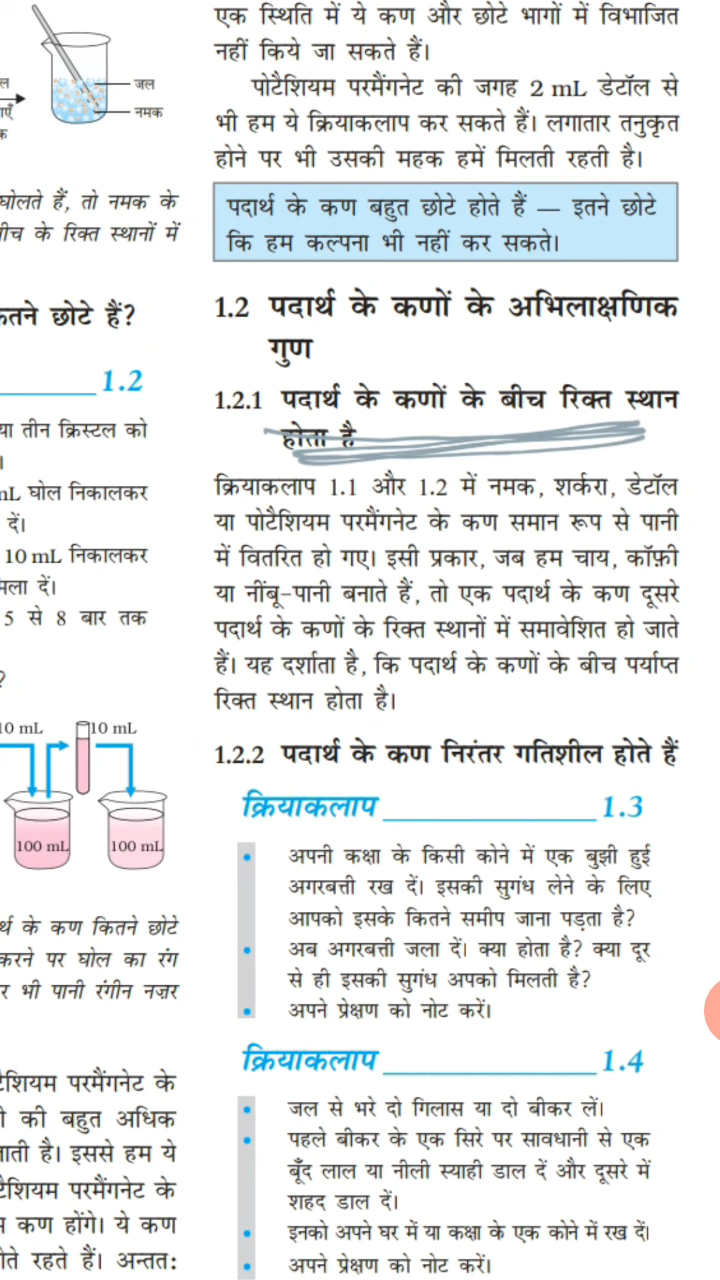 जल
नमक
घोलते हैं, तो नमक के
के रिक्त स्थानों में
छोटे हैं?
1.2
तीन क्रिस्टल को
घोल निकालकर
दें।
10 mL निकालकर
दें।
5 से 8 बार तक
?
10 mL
10 mL
100 mL
100 mL
के कण कितने छोटे
करने पर घोल का रंग
भी पानी रंगीन नज़र
परमैंगनेट के
की बहुत अधिक
है। इससे हम ये
परमैंगनेट के
कण होंगे। ये कण
रहते हैं। अन्ततः
एक स्थिति में ये कण और छोटे भागों में विभाजित
नहीं किये जा सकते हैं।
पोटैशियम परमैंगनेट की जगह 2 mL डेटॉल से
भी हम ये क्रियाकलाप कर सकते हैं। लगातार तनुकृत
होने पर भी उसकी महक हमें मिलती रहती है।
पदार्थ के कण बहुत छोटे होते हैं — इतने छोटे
कि हम कल्पना भी नहीं कर सकते।
1.2 पदार्थ के कणों के अभिलाक्षणिक
गुण
1.2.1 पदार्थ के कणों के बीच रिक्त स्थान
होता है
क्रियाकलाप 1.1 और 1.2 में नमक, शर्करा, डेटॉल
या पोटैशियम परमैंगनेट के कण समान रूप से पानी
में वितरित हो गए। इसी प्रकार, जब हम चाय, कॉफ़ी
या नींबू-पानी बनाते हैं, तो एक पदार्थ के कण दूसरे
पदार्थ के कणों के रिक्त स्थानों में समावेशित हो जाते
हैं। यह दर्शाता है, कि पदार्थ के कणों के बीच पर्याप्त
रिक्त स्थान होता है।
1.2.2 पदार्थ के कण निरंतर गतिशील होते हैं
क्रियाकलाप ____________ 1.3
• अपनी कक्षा के किसी कोने में एक बुझी हुई
अगरबत्ती रख दें। इसकी सुगंध लेने के लिए
आपको इसके कितने समीप जाना पड़ता है?
• अब अगरबत्ती जला दें। क्या होता है? क्या दूर
से ही इसकी सुगंध अपको मिलती है?
• अपने प्रेक्षण को नोट करें।
क्रियाकलाप ____________ 1.4
• जल से भरे दो गिलास या दो बीकर लें।
• पहले बीकर के एक सिरे पर सावधानी से एक
बूँद लाल या नीली स्याही डाल दें और दूसरे में
शहद डाल दें।
• इनको अपने घर में या कक्षा के एक कोने में रख दें।
• अपने प्रेक्षण को नोट करें।